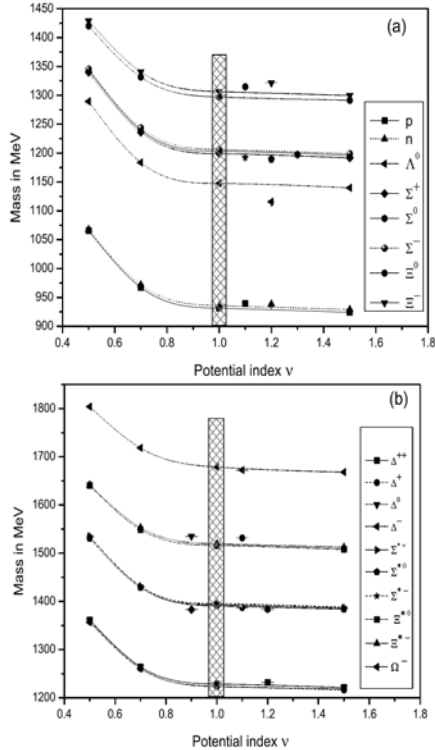 (a)
1450
1400
1350
1300
1250
1200
1150
1100
1050
1000
950
900
Mass in MeV
0.4 0.6 0.8 1.0 1.2 1.4 1.6 1.8
Potential index ν
p
n
Λ⁰
Σ⁺
Σ⁰
Σ⁻
Ξ⁰
Ξ⁻
(b)
1800
1700
1600
1500
1400
1300
1200
Mass in MeV
0.4 0.6 0.8 1.0 1.2 1.4 1.6 1.8
Potential index ν
Δ⁺⁺
Δ⁺
Δ⁰
Δ⁻
Σ*⁺
Σ*⁰
Σ*⁻
Ξ*⁰
Ξ*⁻
Ω⁻